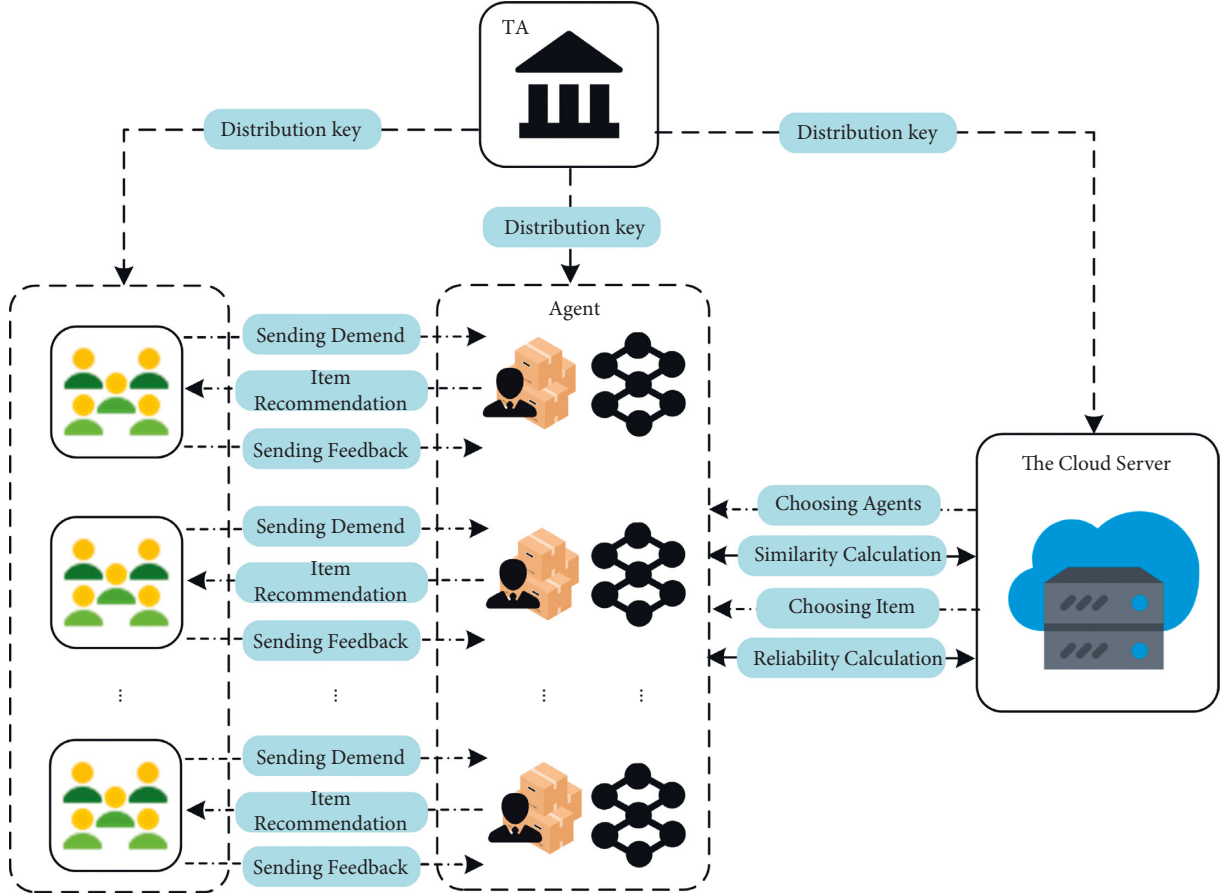 TA
Distribution key
Distribution key
Distribution key
Agent
Sending Demend
Item
Recommendation
Sending Feedback
Sending Demend
Item
Recommendation
Sending Feedback
...
...
...
...
Sending Demend
Item
Recommendation
Sending Feedback
The Cloud Server
Choosing Agents
Similarity Calculation
Choosing Item
Reliability Calculation